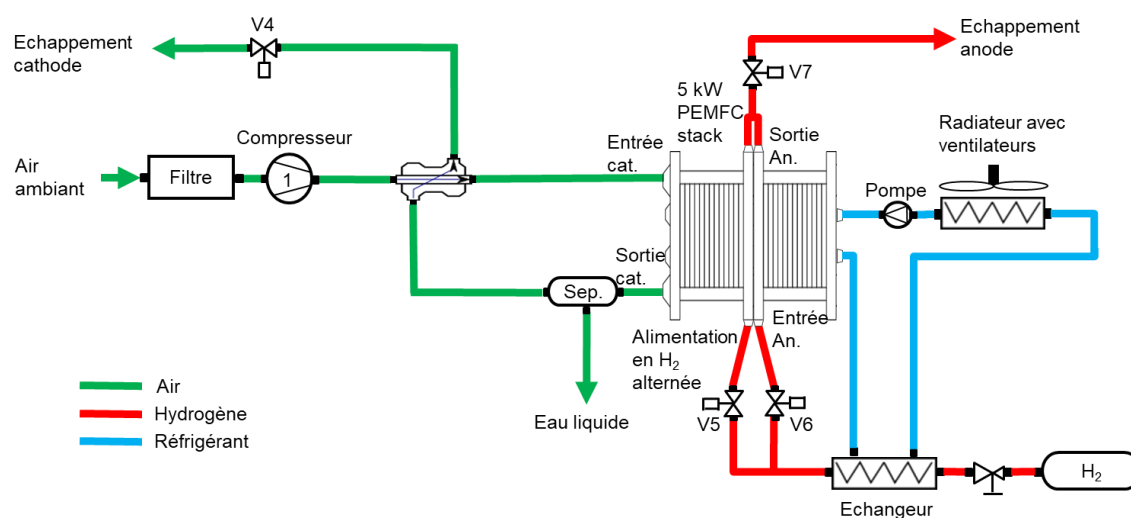 V4
Echappement
cathode
Echappement
anode
V7
5 kW
PEMFC
stack
Compresseur
Entrée
cat.
Sortie
An.
Radiateur avec
ventilateurs
Air
ambiant
Filtre
1
Pompe
Sortie
cat.
Sep.
Alimentation
en H₂
alternée
Entrée
An.
Air
Hydrogène
Réfrigérant
Eau liquide
V5
V6
H₂
Echangeur